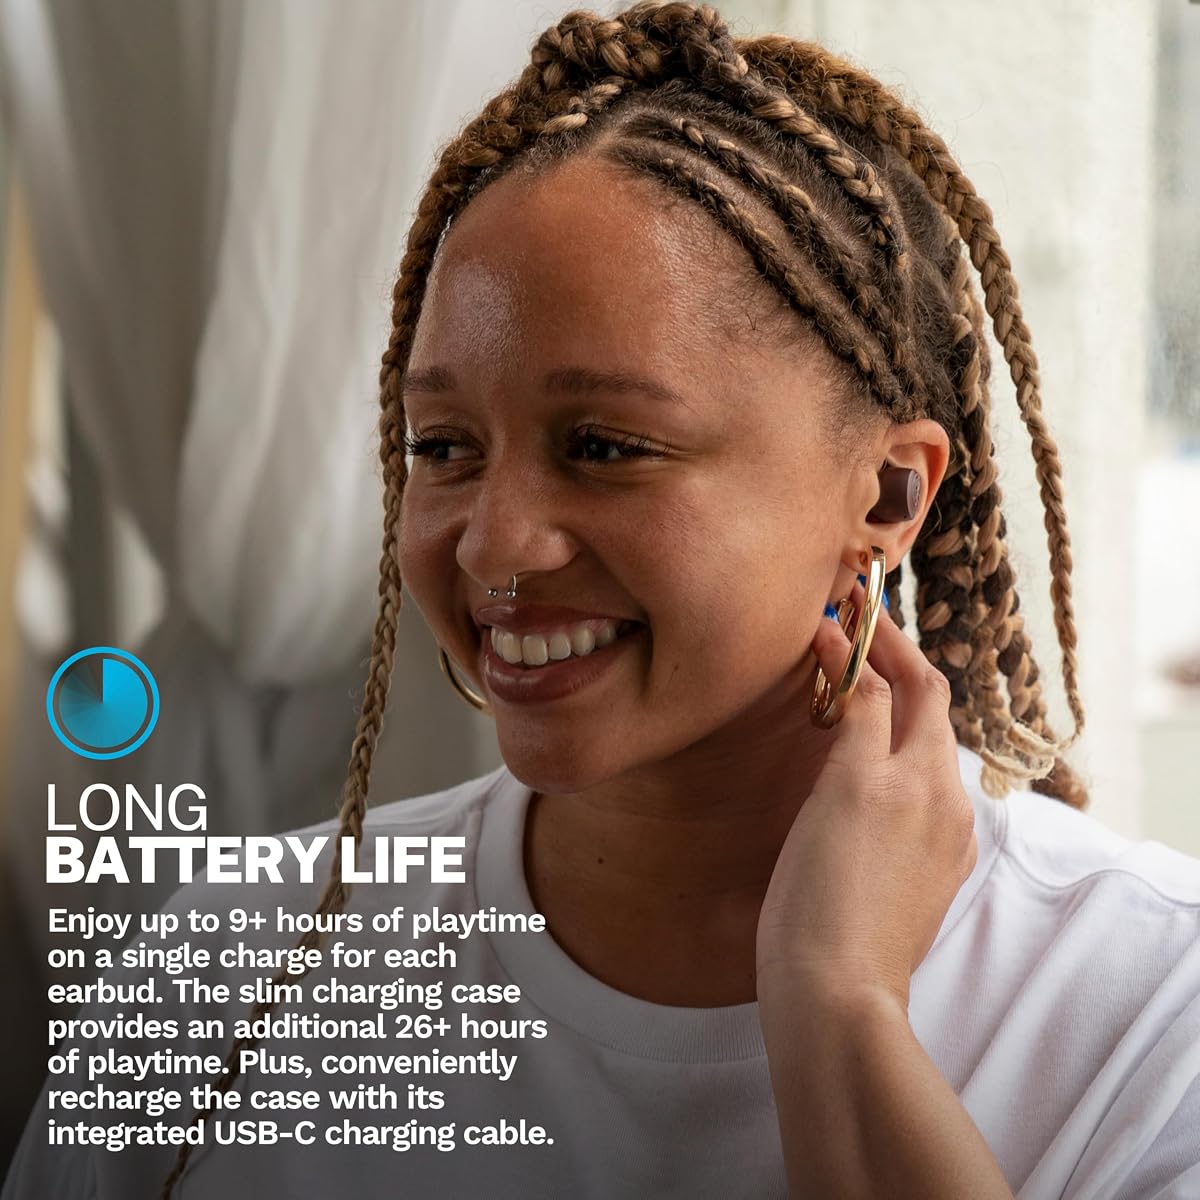 LONG
BATTERY LIFE
Enjoy up to 9+ hours of playtime
on a single charge for each
earbud. The slim charging case
provides an additional 26+ hours
of playtime. Plus, conveniently
recharge the case with its
integrated USB-C charging cable.